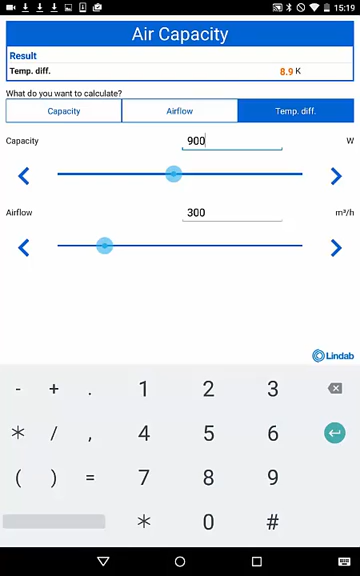 15:19
Air Capacity
Result
Temp. diff. 8.9 K
What do you want to calculate?
Capacity Airflow Temp. diff.
Capacity 900 W
Airflow 300 m³/h
Lindab
- + . 1 2 3
* / , 4 5 6
( ) = 7 8 9
* 0 #